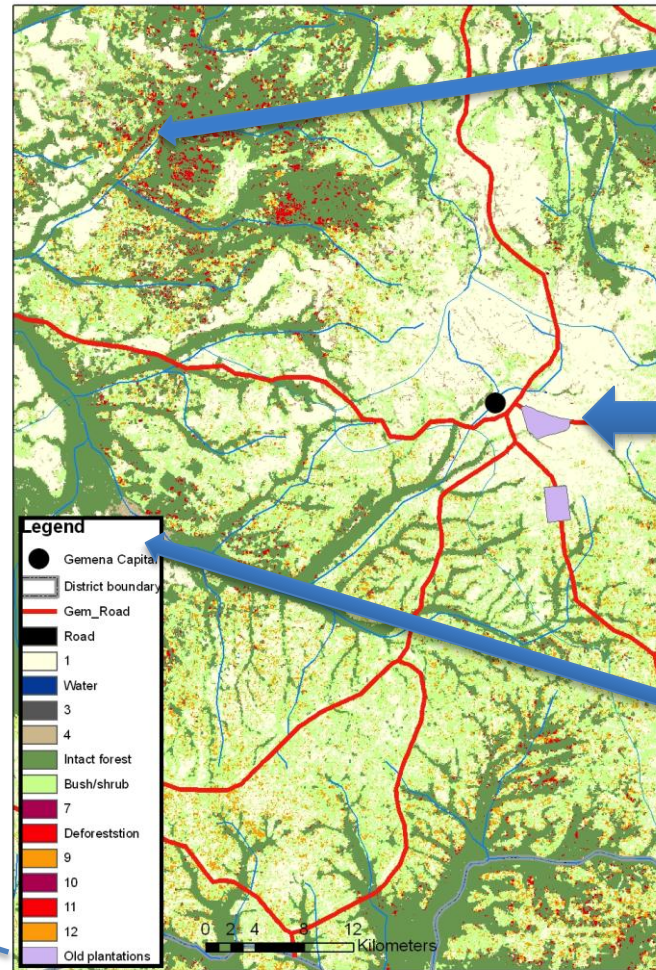 Legend
Gemena Capital
District boundary
Gem_Road
Road
1
Water
3
4
Intact forest
Bush/shrub
7
Deforeststion
9
10
11
12
Old plantations
0 2 4 8 12
Kilometers